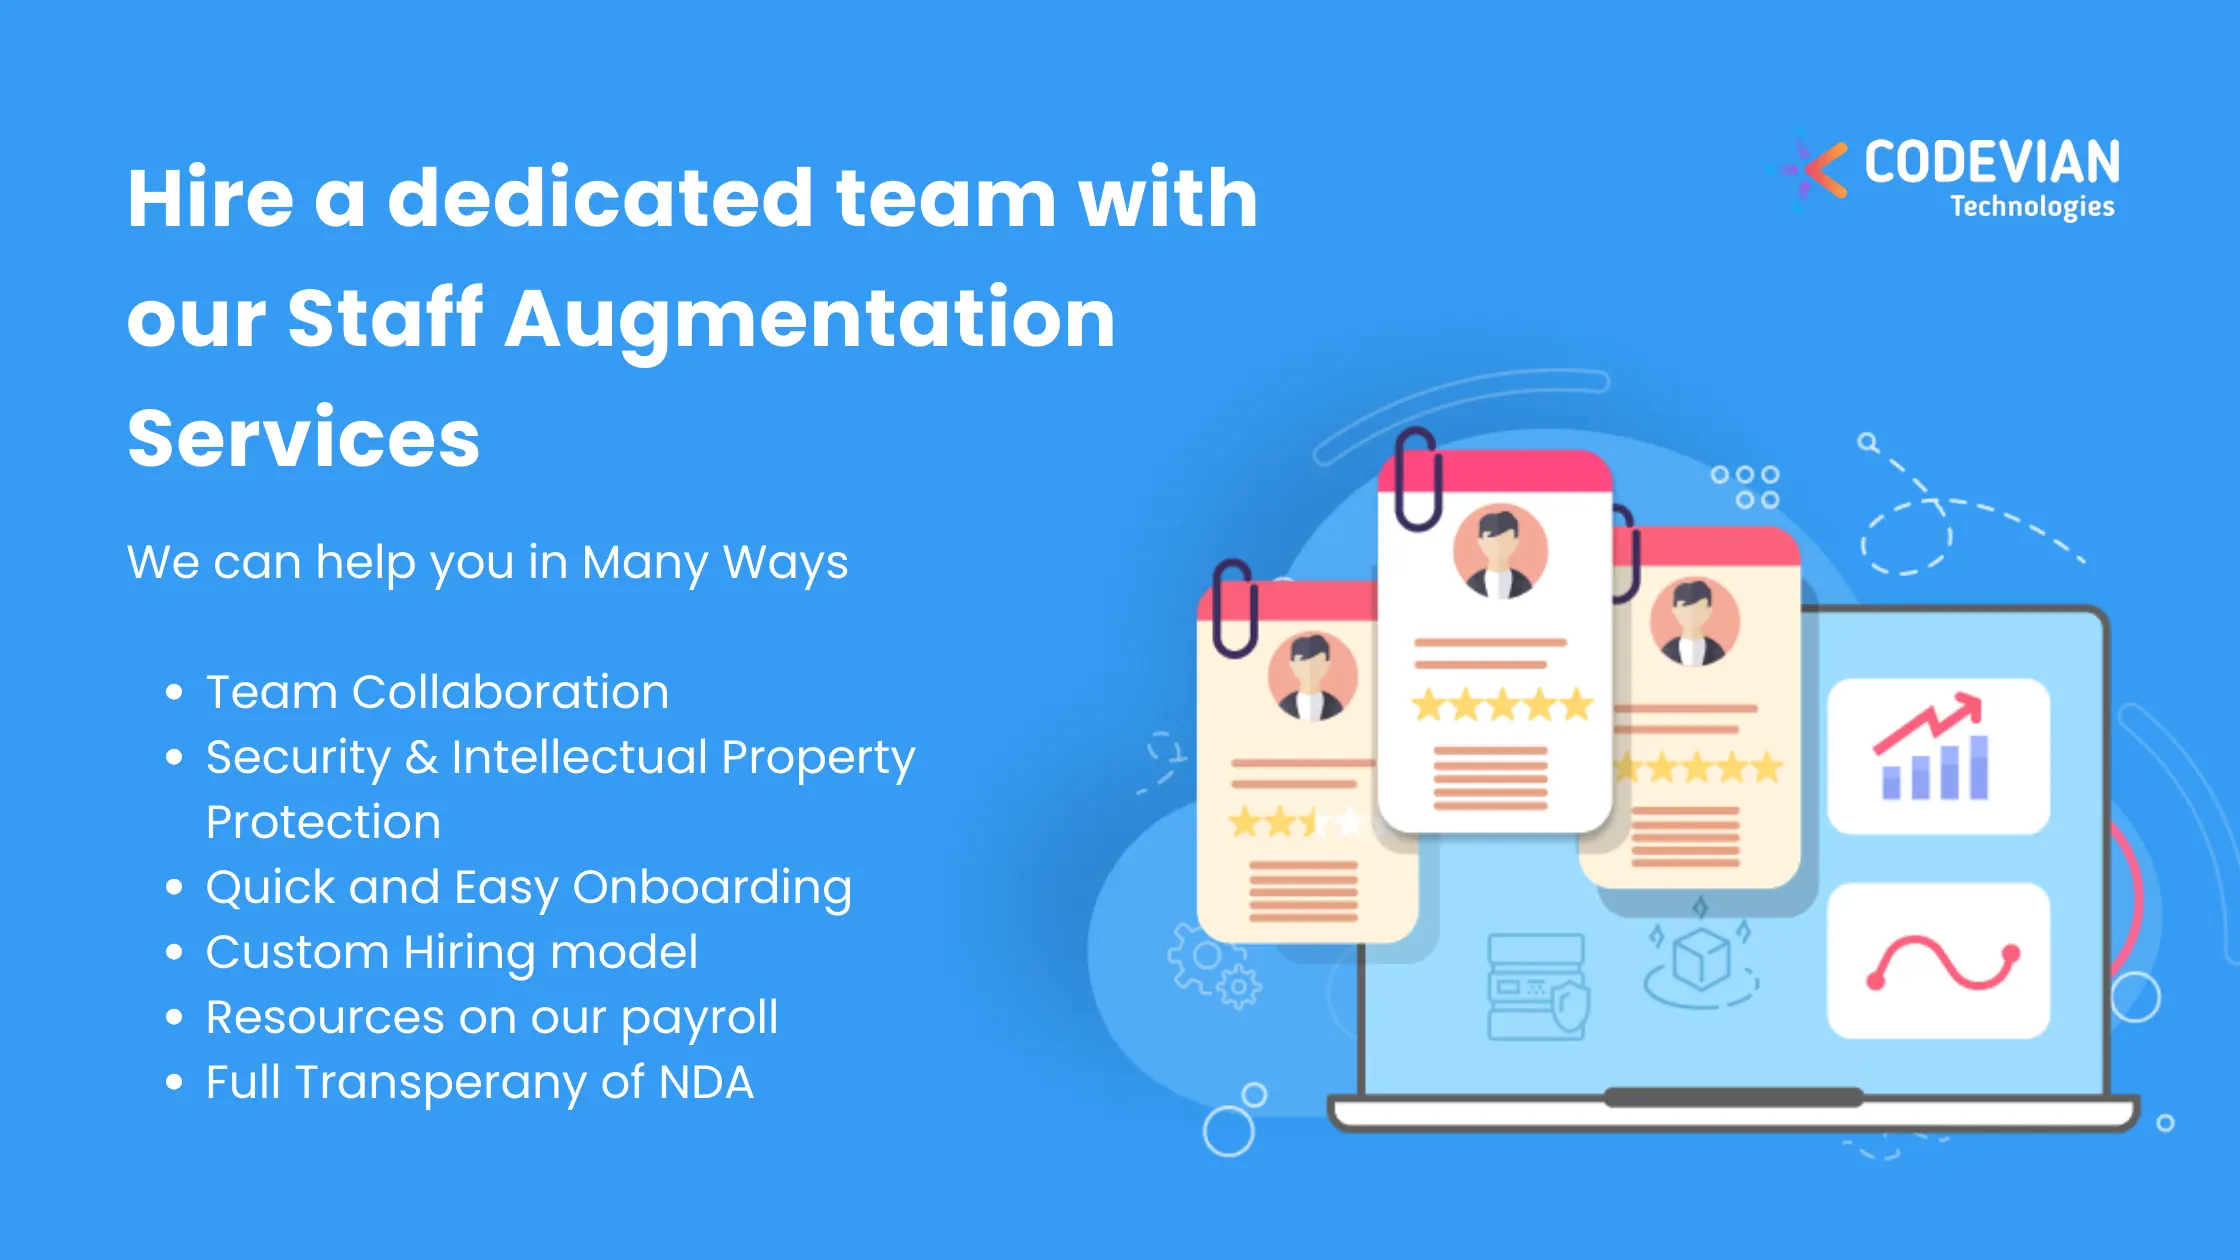 Hire a dedicated team with
our Staff Augmentation
Services
CODEVIAN
Technologies
We can help you in Many Ways
• Team Collaboration
• Security & Intellectual Property
Protection
• Quick and Easy Onboarding
• Custom Hiring model
• Resources on our payroll
• Full Transperany of NDA